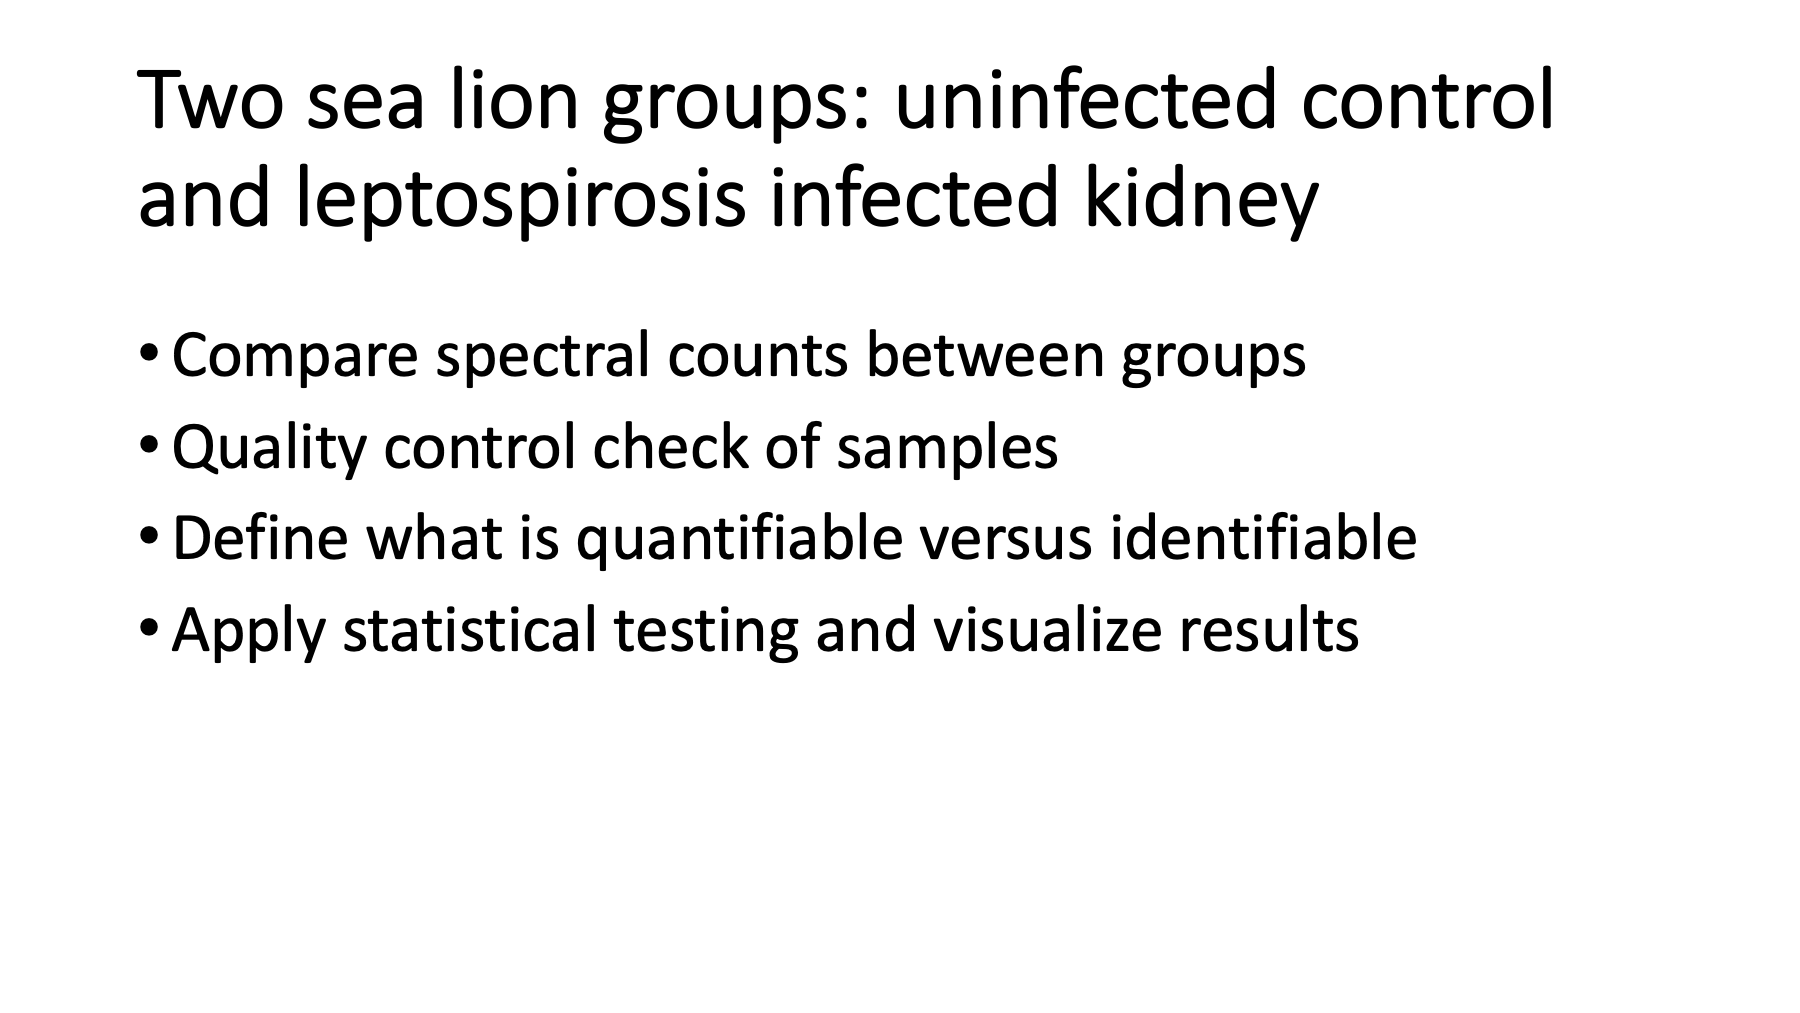 Two sea lion groups: uninfected control
and leptospirosis infected kidney
• Compare spectral counts between groups
• Quality control check of samples
• Define what is quantifiable versus identifiable
• Apply statistical testing and visualize results